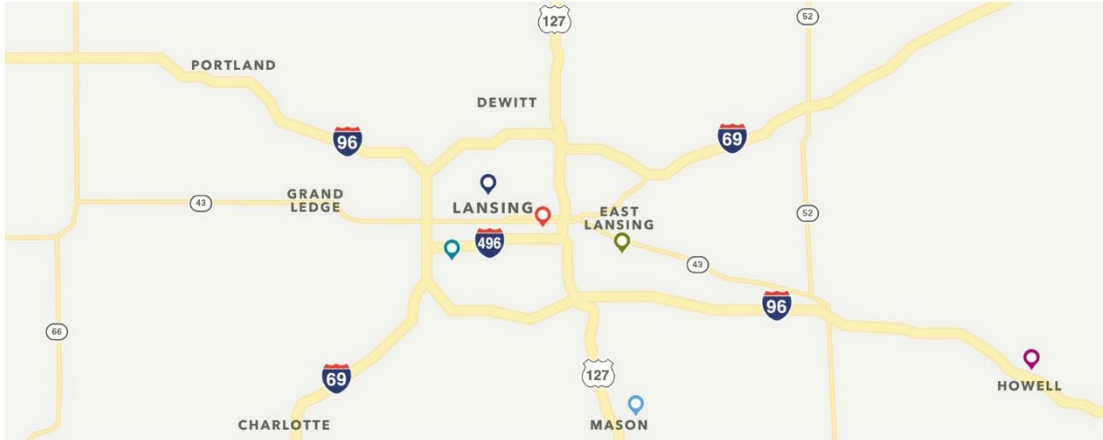 127
52
PORTLAND
DEWITT
96
69
GRAND
LEDGE
43
LANSING
EAST
LANSING
52
496
43
96
66
69
127
HOWELL
CHARLOTTE
MASON